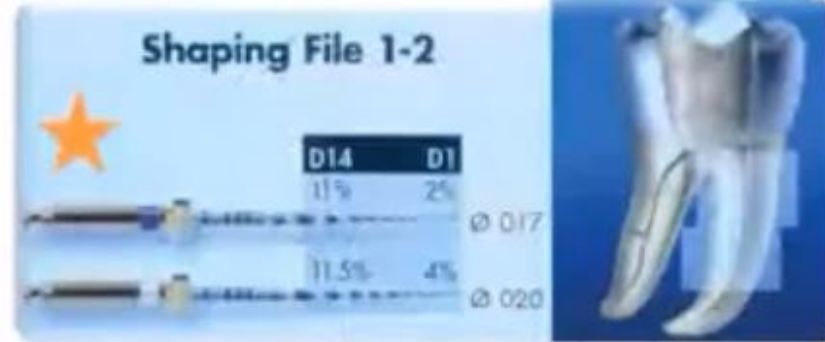 Shaping File 1-2
D14 D1
11% 2%
Ø 017
11.5% 4%
Ø 020